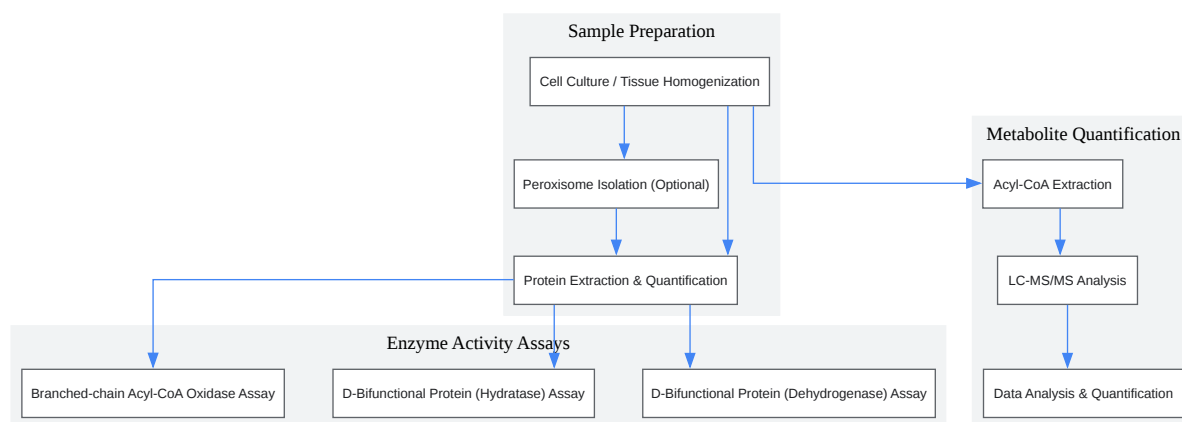 Sample Preparation
Cell Culture / Tissue Homogenization
Peroxisome Isolation (Optional)
Protein Extraction & Quantification
Metabolite Quantification
Acyl-CoA Extraction
LC-MS/MS Analysis
Data Analysis & Quantification
Enzyme Activity Assays
Branched-chain Acyl-CoA Oxidase Assay
D-Bifunctional Protein (Hydratase) Assay
D-Bifunctional Protein (Dehydrogenase) Assay